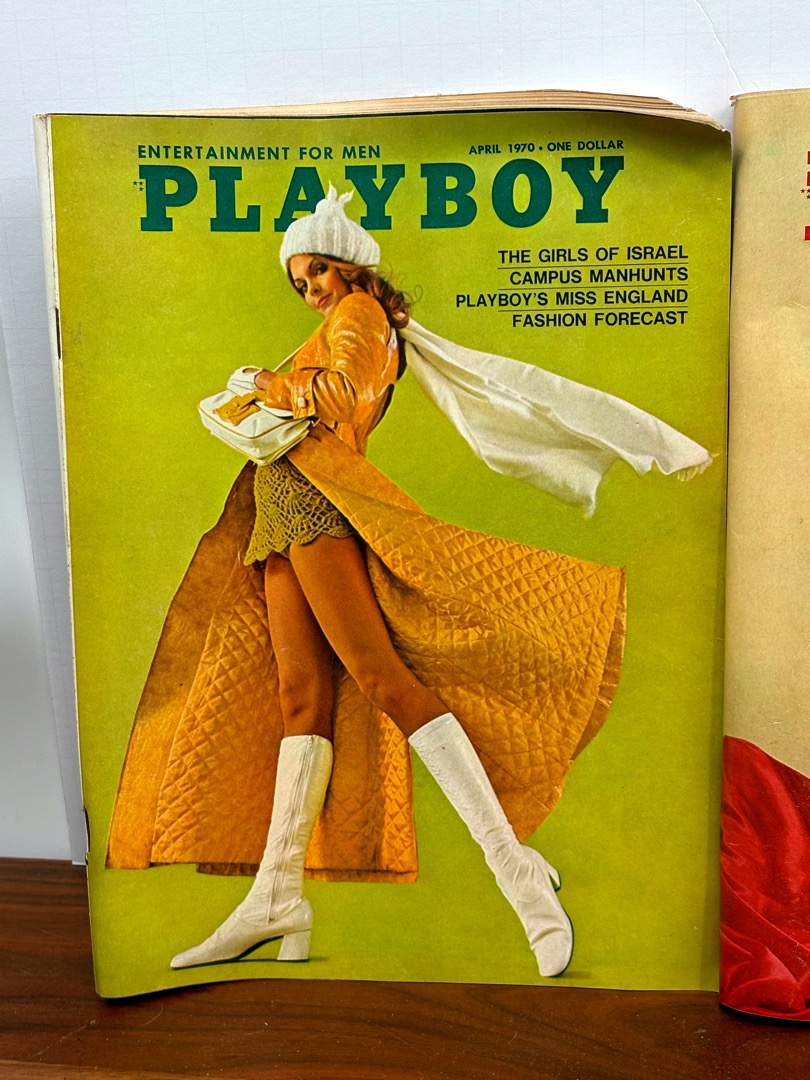 ENTERTAINMENT FOR MEN
APRIL 1970 • ONE DOLLAR
PLAYBOY
THE GIRLS OF ISRAEL
CAMPUS MANHUNTS
PLAYBOY'S MISS ENGLAND
FASHION FORECAST